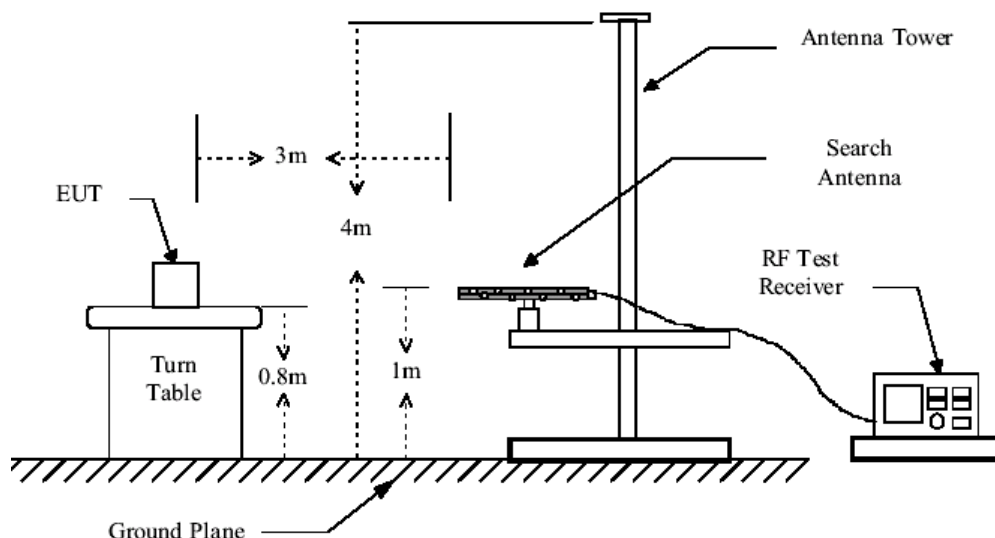 Antenna Tower
3m
Search
Antenna
EUT
4m
RF Test
Receiver
Turn
Table
0.8m
1m
Ground Plane